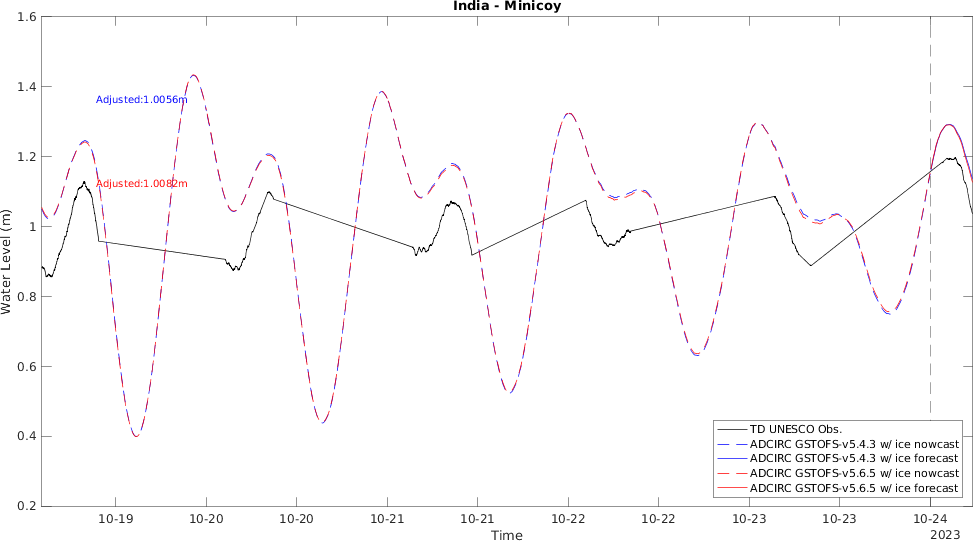 India - Minicoy
1.6
1.4
1.2
1
0.8
0.6
0.4
0.2
Water Level (m)
Adjusted:1.0056m
Adjusted:1.0082m
TD UNESCO Obs.
ADCIRC GSTOFS-v5.4.3 w/ ice nowcast
ADCIRC GSTOFS-v5.4.3 w/ ice forecast
ADCIRC GSTOFS-v5.6.5 w/ ice nowcast
ADCIRC GSTOFS-v5.6.5 w/ ice forecast
10-19 10-20 10-20 10-21 10-21 10-22 10-22 10-23 10-23 10-24
2023
Time